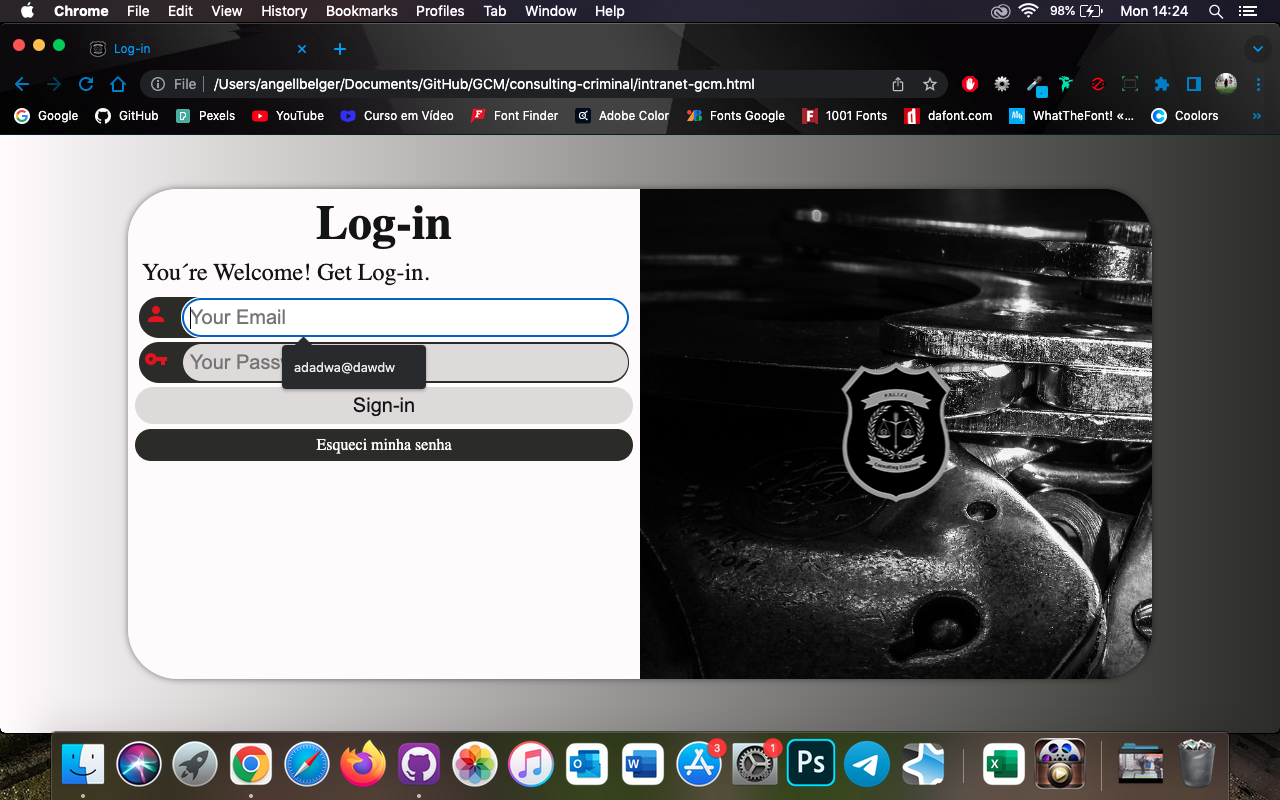 Chrome File Edit View History Bookmarks Profiles Tab Window Help 98% Mon 14:24
Log-in
File /Users/angellbelger/Documents/GitHub/GCM/consulting-criminal/intranet-gcm.html
Google GitHub Pexels YouTube Curso em Vídeo Font Finder Adobe Color Fonts Google 1001 Fonts dafont.com WhatTheFont! «... Coolors »
Log-in
You´re Welcome! Get Log-in.
Your Email
Your Pass
adadwa@dawdw
Sign-in
Esqueci minha senha
Consulting Criminal
3
1
Ps